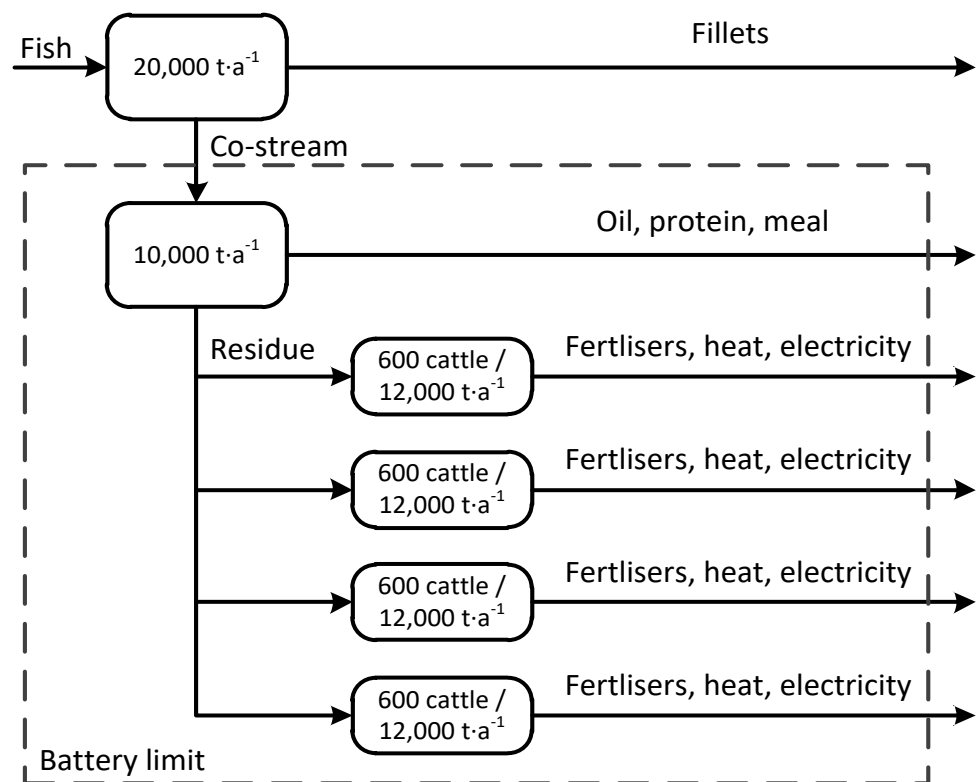 Fish
20,000 t·a⁻¹
Fillets
Co-stream
10,000 t·a⁻¹
Oil, protein, meal
Residue
600 cattle /
12,000 t·a⁻¹
Fertlisers, heat, electricity
600 cattle /
12,000 t·a⁻¹
Fertlisers, heat, electricity
600 cattle /
12,000 t·a⁻¹
Fertlisers, heat, electricity
600 cattle /
12,000 t·a⁻¹
Fertlisers, heat, electricity
Battery limit